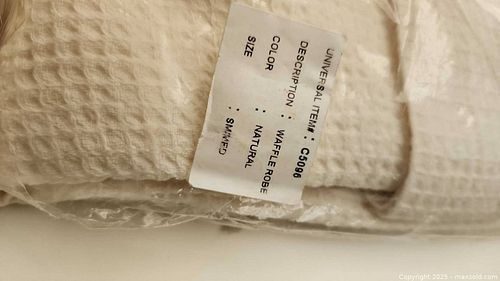 UNIVERSAL ITEM# : C5096
DESCRIPTION : WAFFLE ROBE
COLOR : NATURAL
SIZE : SM/MED
Copyright 2025 - maxsold.com